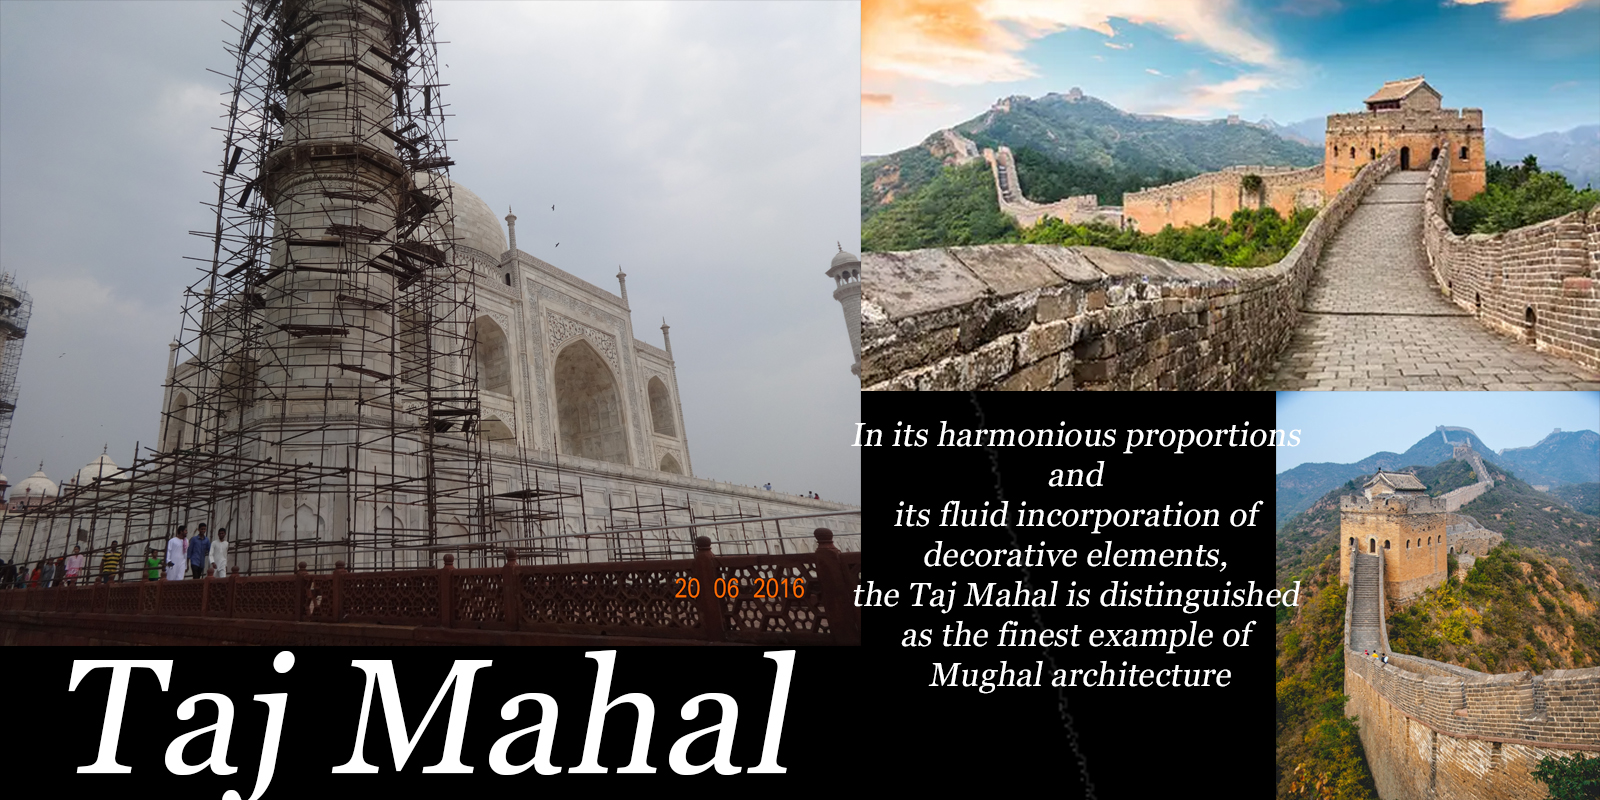 In its harmonious proportions
and
its fluid incorporation of
decorative elements,
the Taj Mahal is distinguished
as the finest example of
Mughal architecture
20 06 2016
Taj Mahal